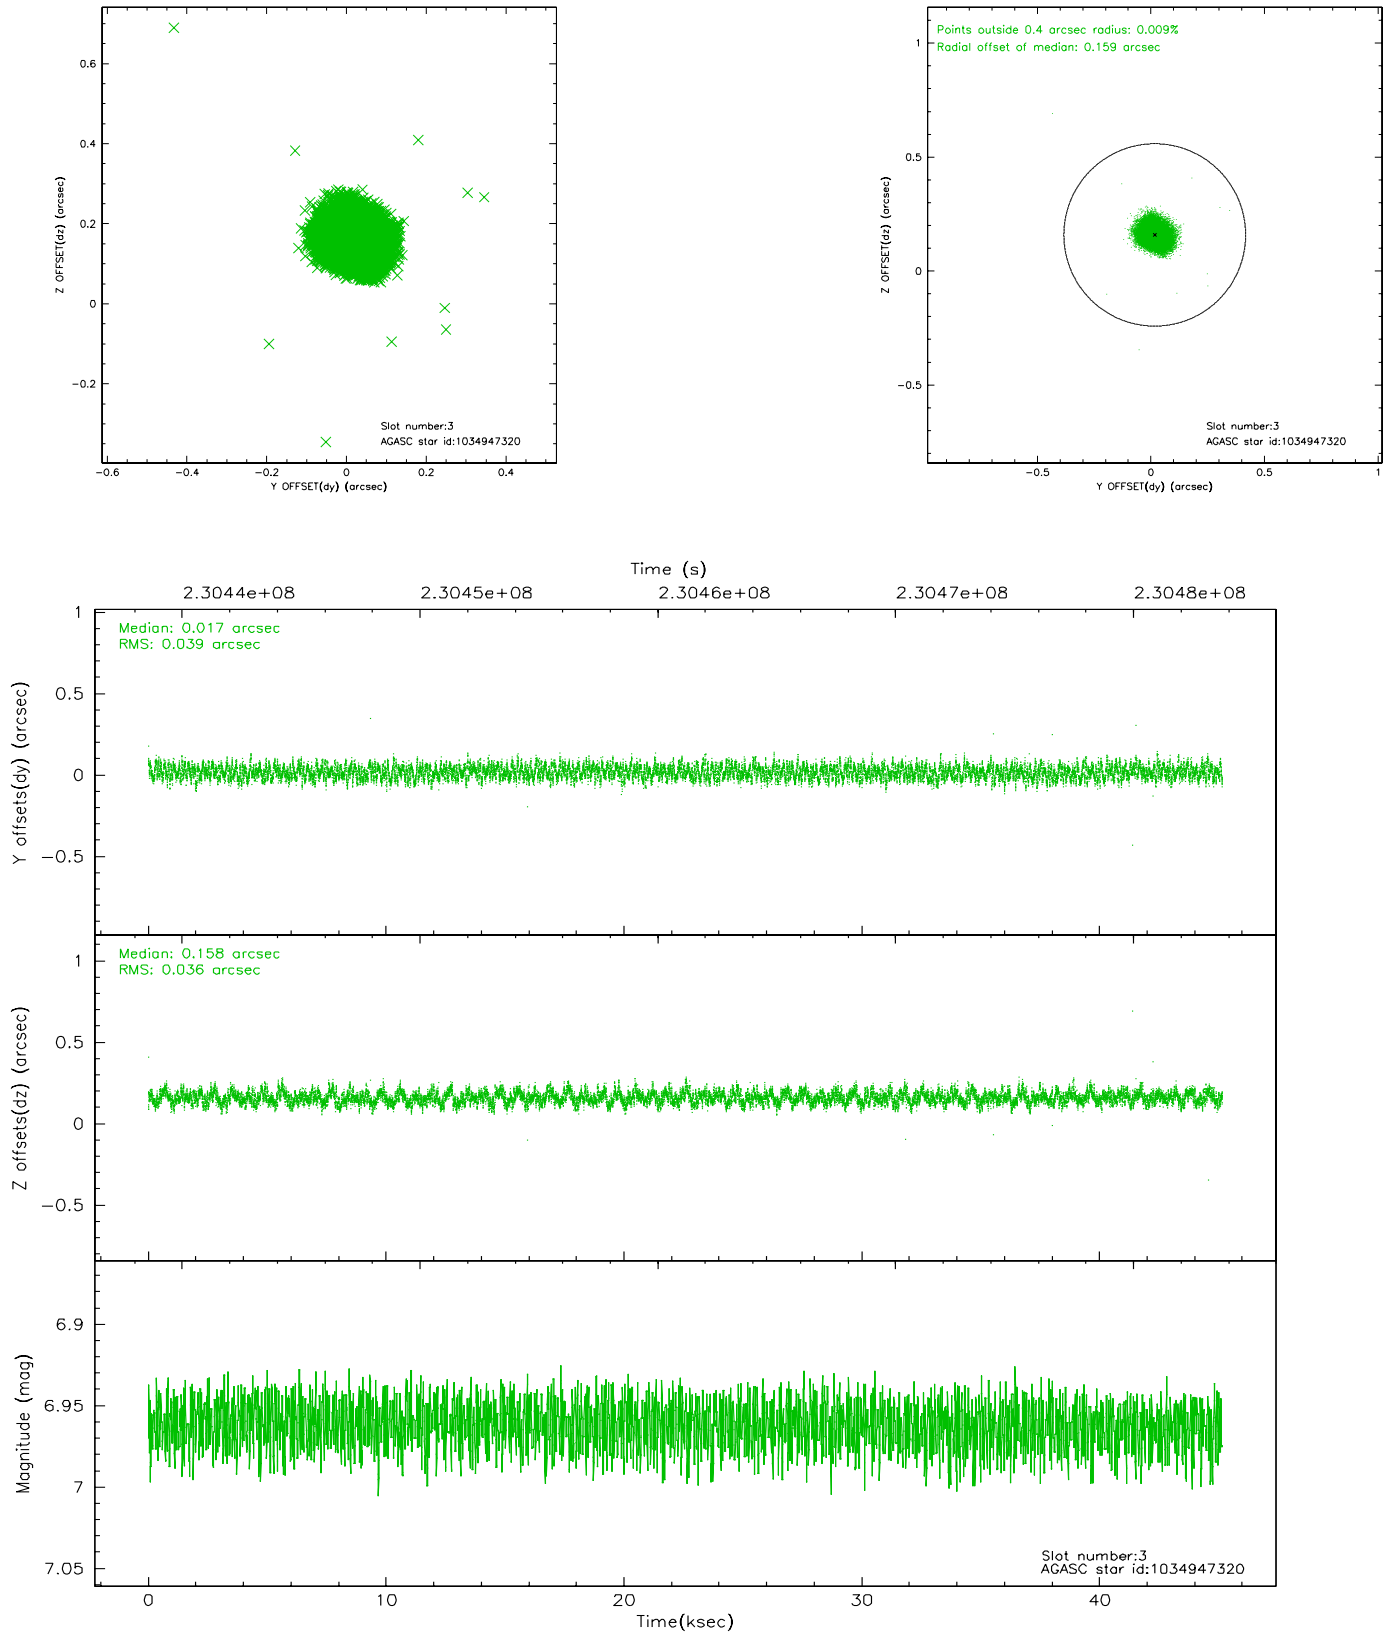 0.6
0.4
0.2
0
−0.2
Z OFFSET(dz) (arcsec)
Slot number:3
AGASC star id:1034947320
−0.6 −0.4 −0.2 0 0.2 0.4
Y OFFSET(dy) (arcsec)
Points outside 0.4 arcsec radius: 0.009%
Radial offset of median: 0.159 arcsec
1
0.5
0
−0.5
Z OFFSET(dz) (arcsec)
Slot number:3
AGASC star id:1034947320
−0.5 0 0.5 1
Y OFFSET(dy) (arcsec)
Time (s)
2.3044e+08 2.3045e+08 2.3046e+08 2.3047e+08 2.3048e+08
Median: 0.017 arcsec
RMS: 0.039 arcsec
1
0.5
0
−0.5
Y offsets(dy) (arcsec)
Median: 0.158 arcsec
RMS: 0.036 arcsec
1
0.5
0
−0.5
Z offsets(dz) (arcsec)
6.9
6.95
7
7.05
Magnitude (mag)
Slot number:3
AGASC star id:1034947320
0 10 20 30 40
Time(ksec)